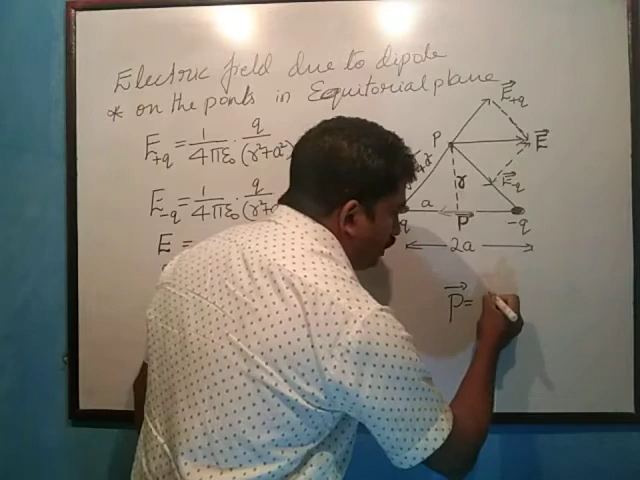 Electric field due to dipole
* on the ponts in Equitorial plane
E+q = 1/4πε₀ · q/(r²+a²)
E-q = 1/4πε₀ · q/(r²+a²
E =
E⃗+q
P
E⃗
r
E⃗-q
a
P⃗
q
-q
2a
P⃗ =